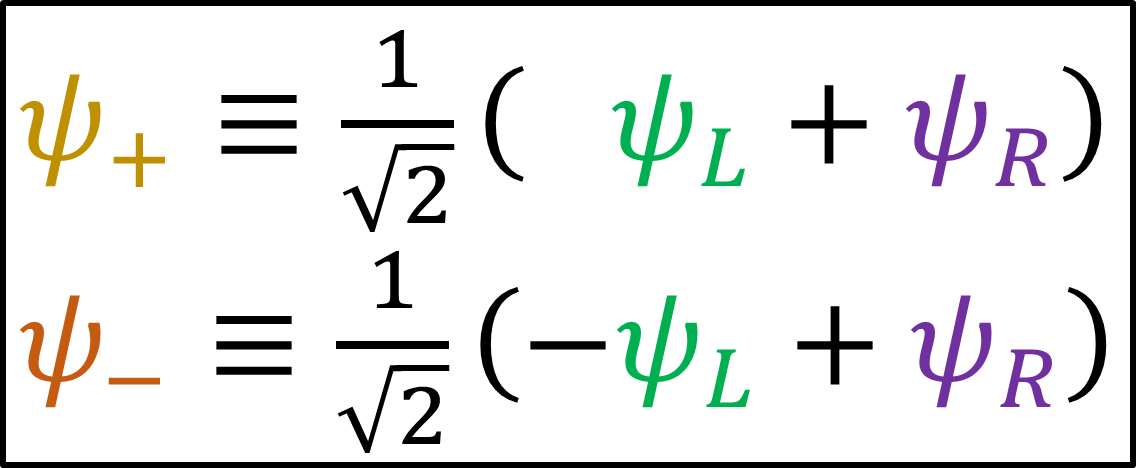 ψ₊ ≡ 1/√2 ( ψ_L + ψ_R)
ψ₋ ≡ 1/√2 (−ψ_L + ψ_R)